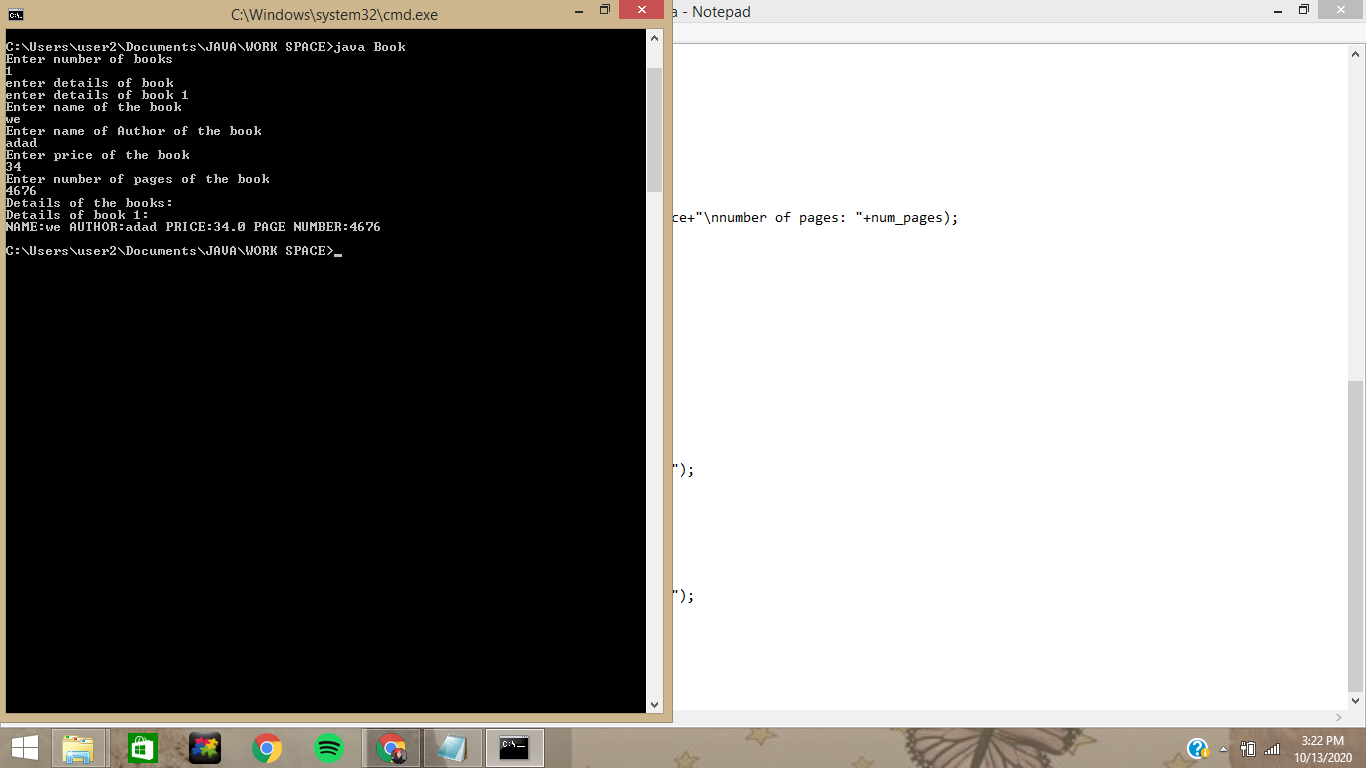 C:\Windows\system32\cmd.exe
a - Notepad
C:\Users\user2\Documents\JAVA\WORK SPACE>java Book
Enter number of books
1
enter details of book
enter details of book 1
Enter name of the book
we
Enter name of Author of the book
adad
Enter price of the book
34
Enter number of pages of the book
4676
Details of the books:
Details of book 1:
NAME:we AUTHOR:adad PRICE:34.0 PAGE NUMBER:4676
C:\Users\user2\Documents\JAVA\WORK SPACE>_
ce+"\nnumber of pages: "+num_pages);
");
");
3:22 PM
10/13/2020